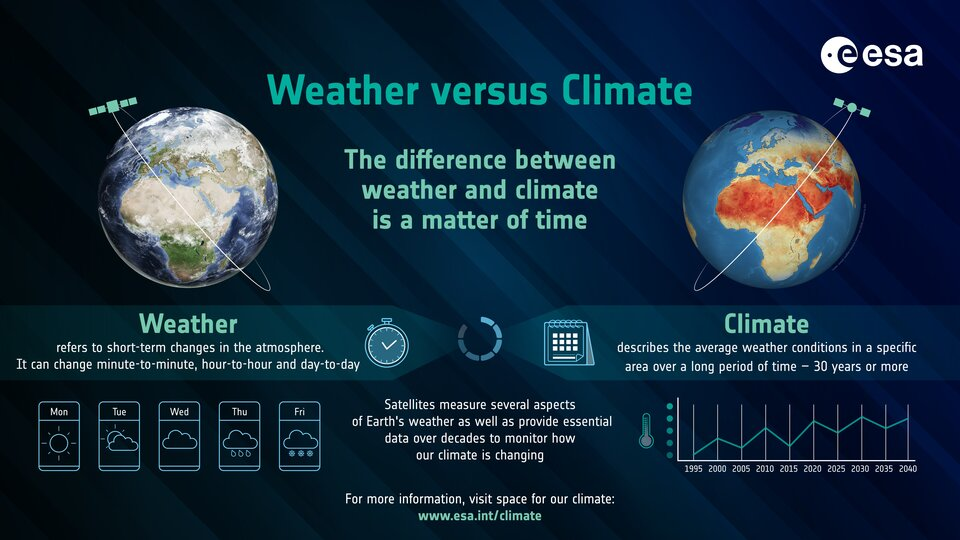 esa
Weather versus Climate
The difference between
weather and climate
is a matter of time
Weather
refers to short-term changes in the atmosphere.
It can change minute-to-minute, hour-to-hour and day-to-day
Climate
describes the average weather conditions in a specific
area over a long period of time – 30 years or more
Mon Tue Wed Thu Fri
Satellites measure several aspects
of Earth's weather as well as provide essential
data over decades to monitor how
our climate is changing
1995 2000 2005 2010 2015 2020 2025 2030 2035 2040
For more information, visit space for our climate:
www.esa.int/climate